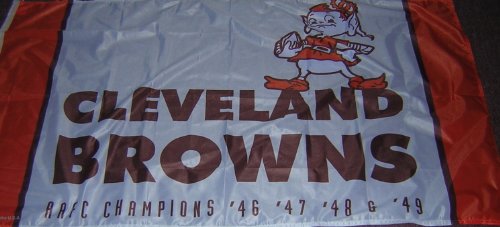 CLEVELAND
BROWNS
AAFC CHAMPIONS '46 '47 '48 & '49